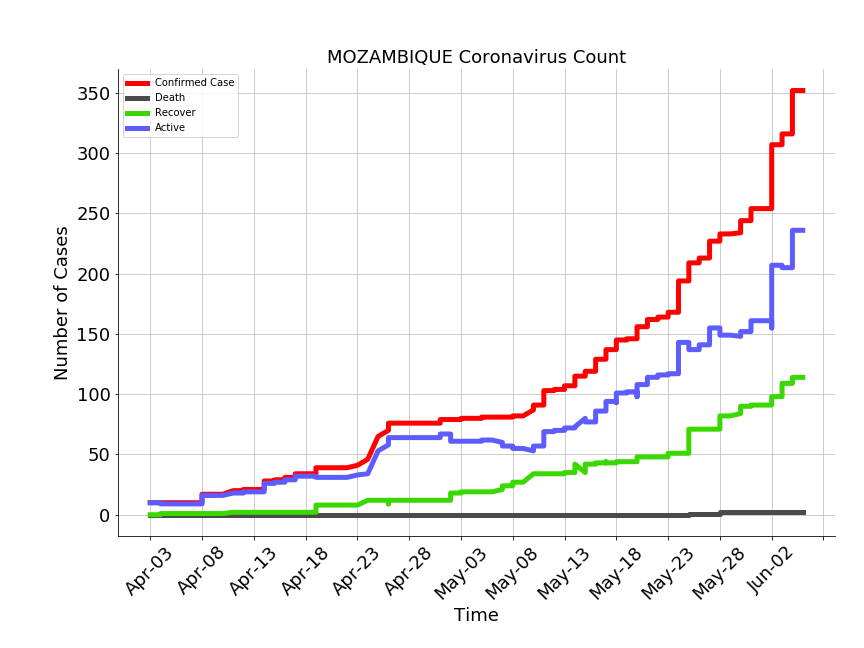 MOZAMBIQUE Coronavirus Count
Confirmed Case
Death
Recover
Active
Number of Cases
350
300
250
200
150
100
50
0
Apr-03
Apr-08
Apr-13
Apr-18
Apr-23
Apr-28
May-03
May-08
May-13
May-18
May-23
May-28
Jun-02
Time